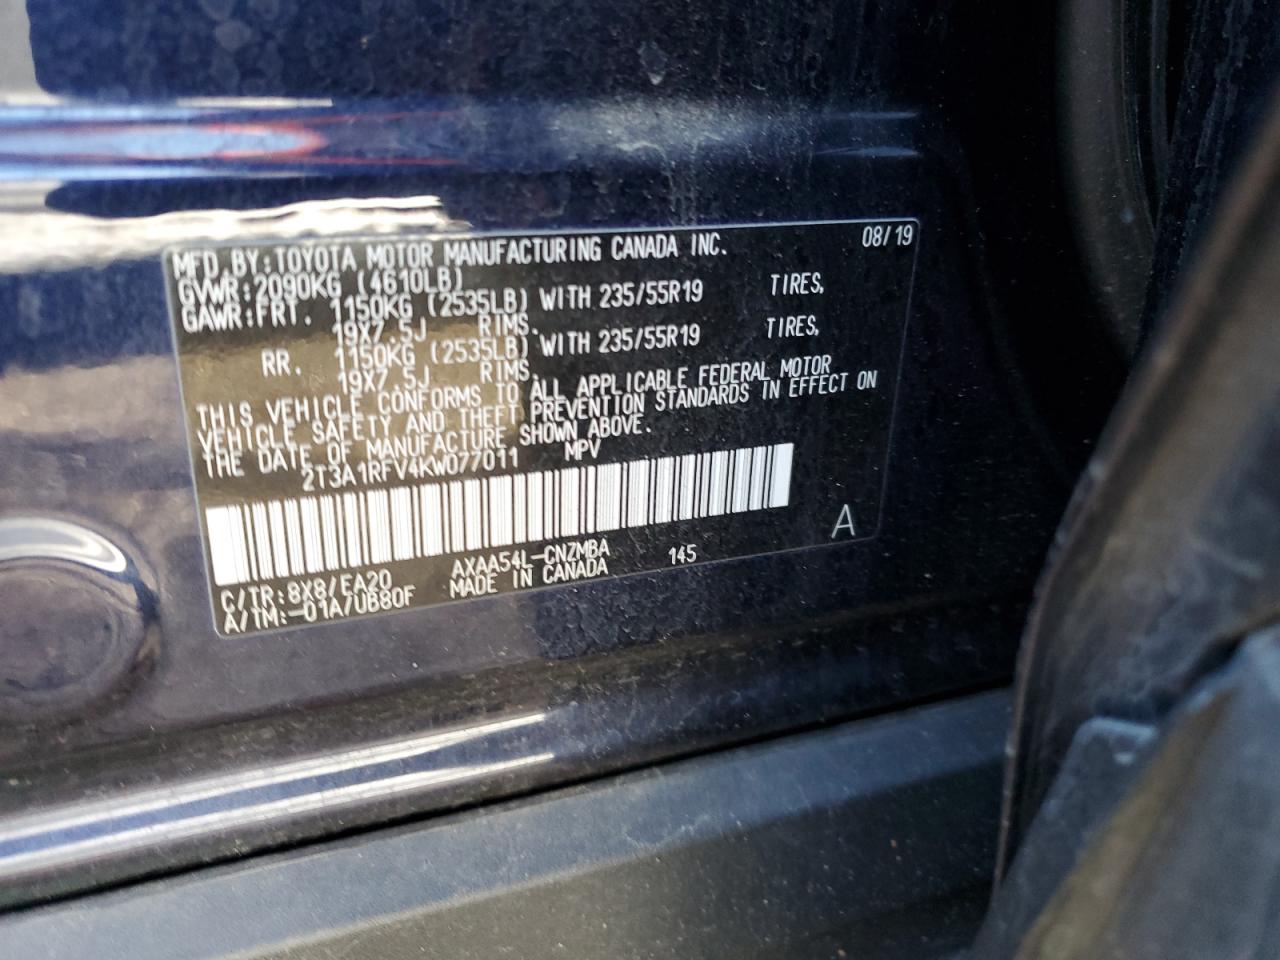 MFD.BY:TOYOTA MOTOR MANUFACTURING CANADA INC. 08/19
GVWR:2090KG (4610LB)
GAWR:FRT. 1150KG (2535LB) WITH 235/55R19 TIRES,
19X7.5J RIMS.
RR. 1150KG (2535LB) WITH 235/55R19 TIRES,
19X7.5J RIMS.
THIS VEHICLE CONFORMS TO ALL APPLICABLE FEDERAL MOTOR
VEHICLE SAFETY AND THEFT PREVENTION STANDARDS IN EFFECT ON
THE DATE OF MANUFACTURE SHOWN ABOVE.
2T3A1RFV4KW077011 MPV
A
C/TR:8X8/EA20 AXAA54L-CNZMBA 145
A/TM:-01A/UB80F MADE IN CANADA